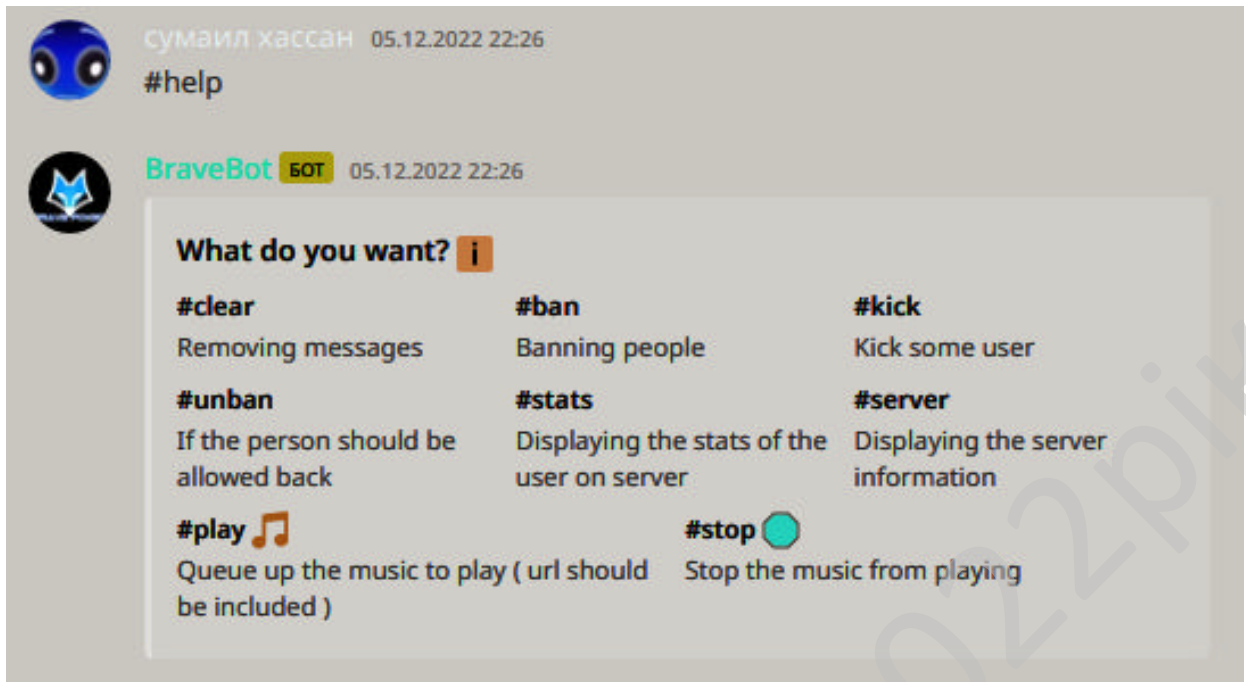 сумаил хассан 05.12.2022 22:26
#help
BraveBot БОТ 05.12.2022 22:26
What do you want? i
#clear #ban #kick
Removing messages Banning people Kick some user
#unban #stats #server
If the person should be Displaying the stats of the Displaying the server
allowed back user on server information
#play #stop
Queue up the music to play ( url should Stop the music from playing
be included )